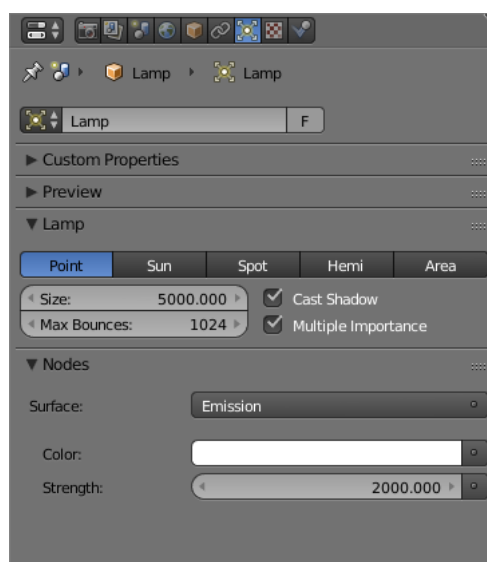 Lamp Lamp
Lamp F
Custom Properties
Preview
Lamp
Point Sun Spot Hemi Area
Size: 5000.000 Cast Shadow
Max Bounces: 1024 Multiple Importance
Nodes
Surface: Emission
Color:
Strength: 2000.000